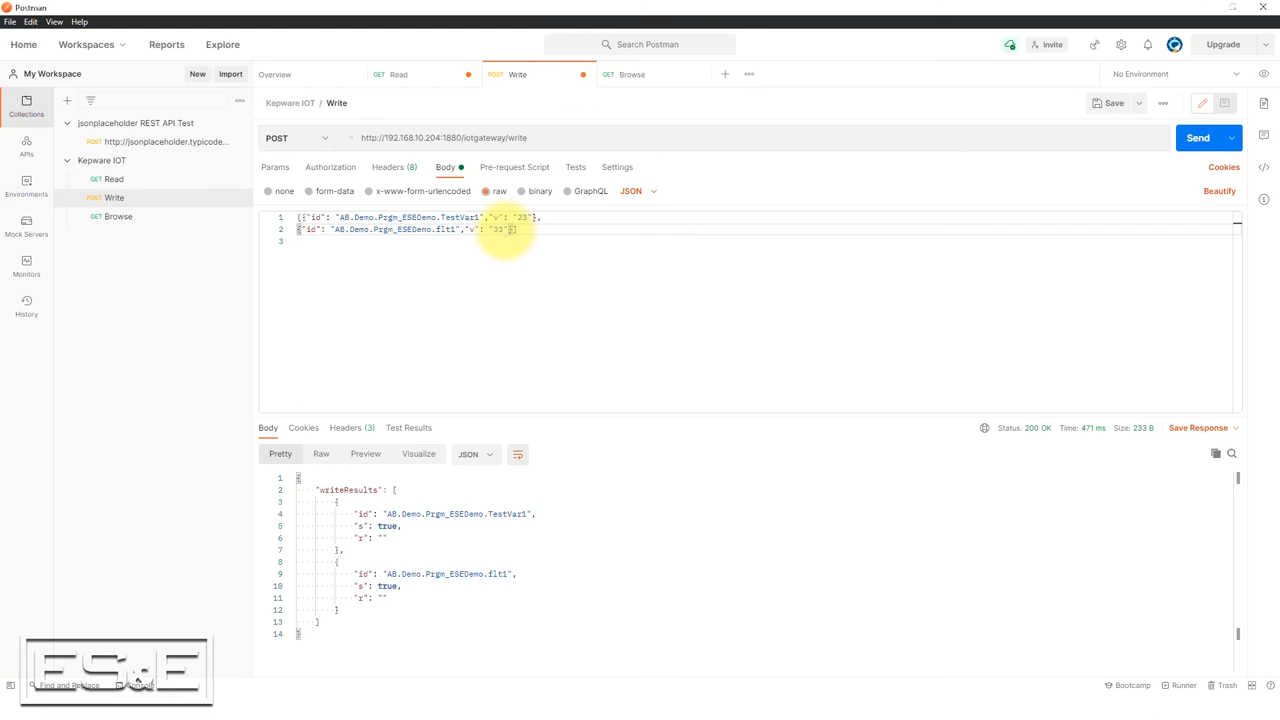 Postman
File Edit View Help
Home Workspaces Reports Explore Search Postman Invite Upgrade
My Workspace New Import Overview GET Read POST Write GET Browse No Environment
Collections
APIs
Environments
Mock Servers
Monitors
History
jsonplaceholder REST API Test
POST http://jsonplaceholder.typicode...
Kepware IOT
GET Read
POST Write
GET Browse
Kepware IOT / Write Save
POST http://192.168.10.204:1880/iotgateway/write Send
Params Authorization Headers (8) Body Pre-request Script Tests Settings Cookies
none form-data x-www-form-urlencoded raw binary GraphQL JSON Beautify
1 [{"id": "AB.Demo.Prgm_ESEDemo.TestVar1","v": "23"},
2 {"id": "AB.Demo.Prgm_ESEDemo.flt1","v": "33"}]
3
Body Cookies Headers (3) Test Results Status: 200 OK Time: 471 ms Size: 233 B Save Response
Pretty Raw Preview Visualize JSON
1 {
2 "writeResults": [
3 {
4 "id": "AB.Demo.Prgm_ESEDemo.TestVar1",
5 "s": true,
6 "r": ""
7 },
8 {
9 "id": "AB.Demo.Prgm_ESEDemo.flt1",
10 "s": true,
11 "r": ""
12 }
13 ]
14 }
Find and Replace Console Bootcamp Runner Trash